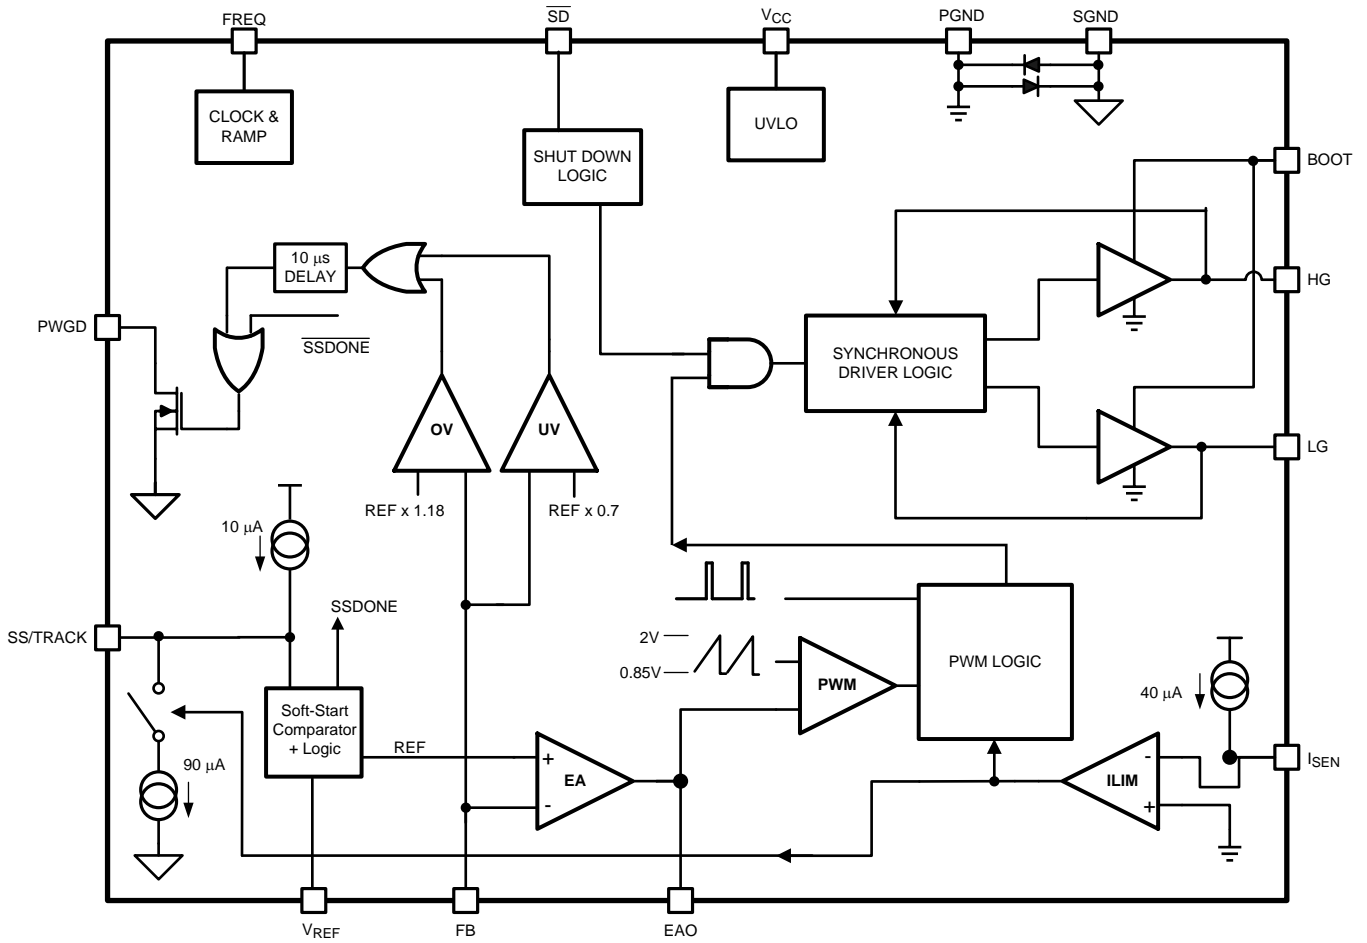 FREQ
SD
VCC
PGND
SGND
CLOCK &
RAMP
UVLO
SHUT DOWN
LOGIC
BOOT
10 µs
DELAY
HG
PWGD
SSDONE
SYNCHRONOUS
DRIVER LOGIC
OV
UV
LG
REF x 1.18
REF x 0.7
10 µA
SSDONE
SS/TRACK
2V
0.85V
PWM
PWM LOGIC
40 µA
Soft-Start
Comparator
+ Logic
REF
90 µA
+
EA
-
-
ILIM
+
ISEN
VREF
FB
EAO